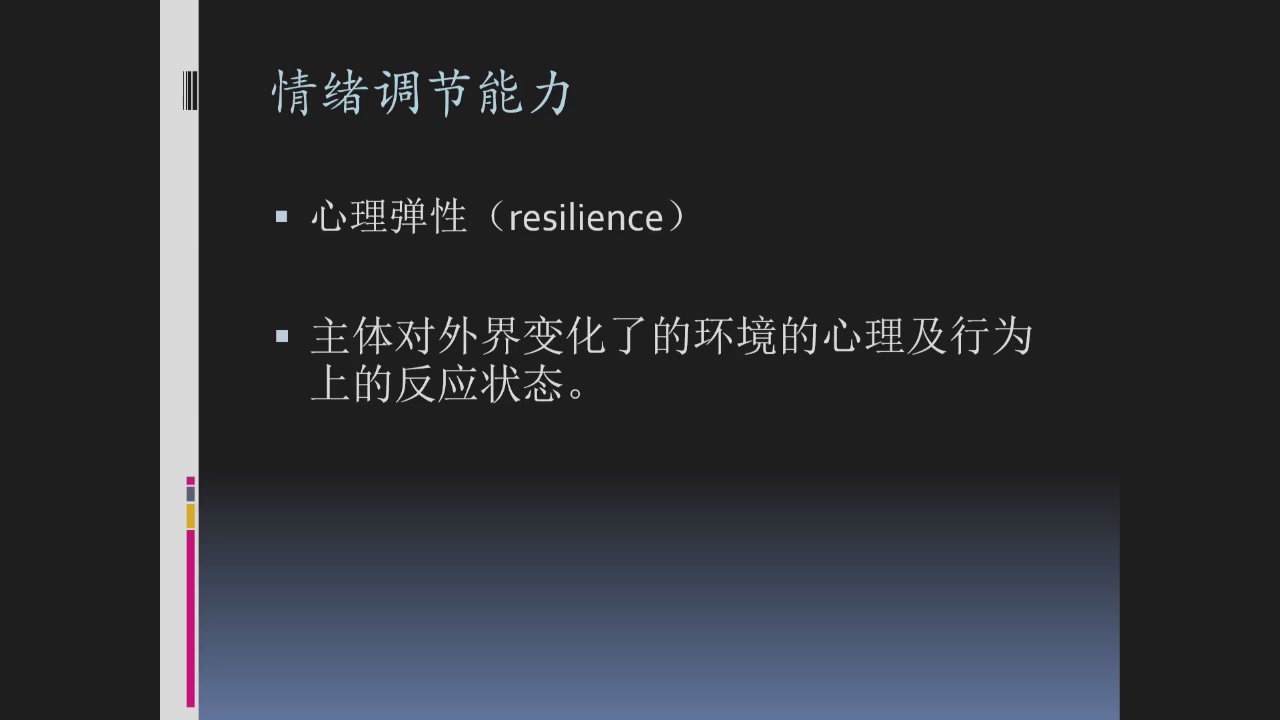 情绪调节能力
心理弹性（resilience）
主体对外界变化了的环境的心理及行为
上的反应状态。